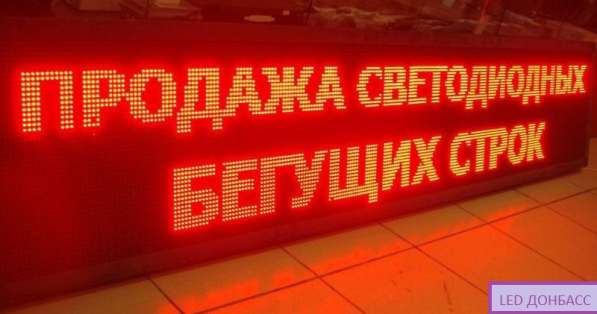 ПРОДАЖА СВЕТОДИОДНЫХ
БЕГУЩИХ СТРОК
LED ДОНБАСС